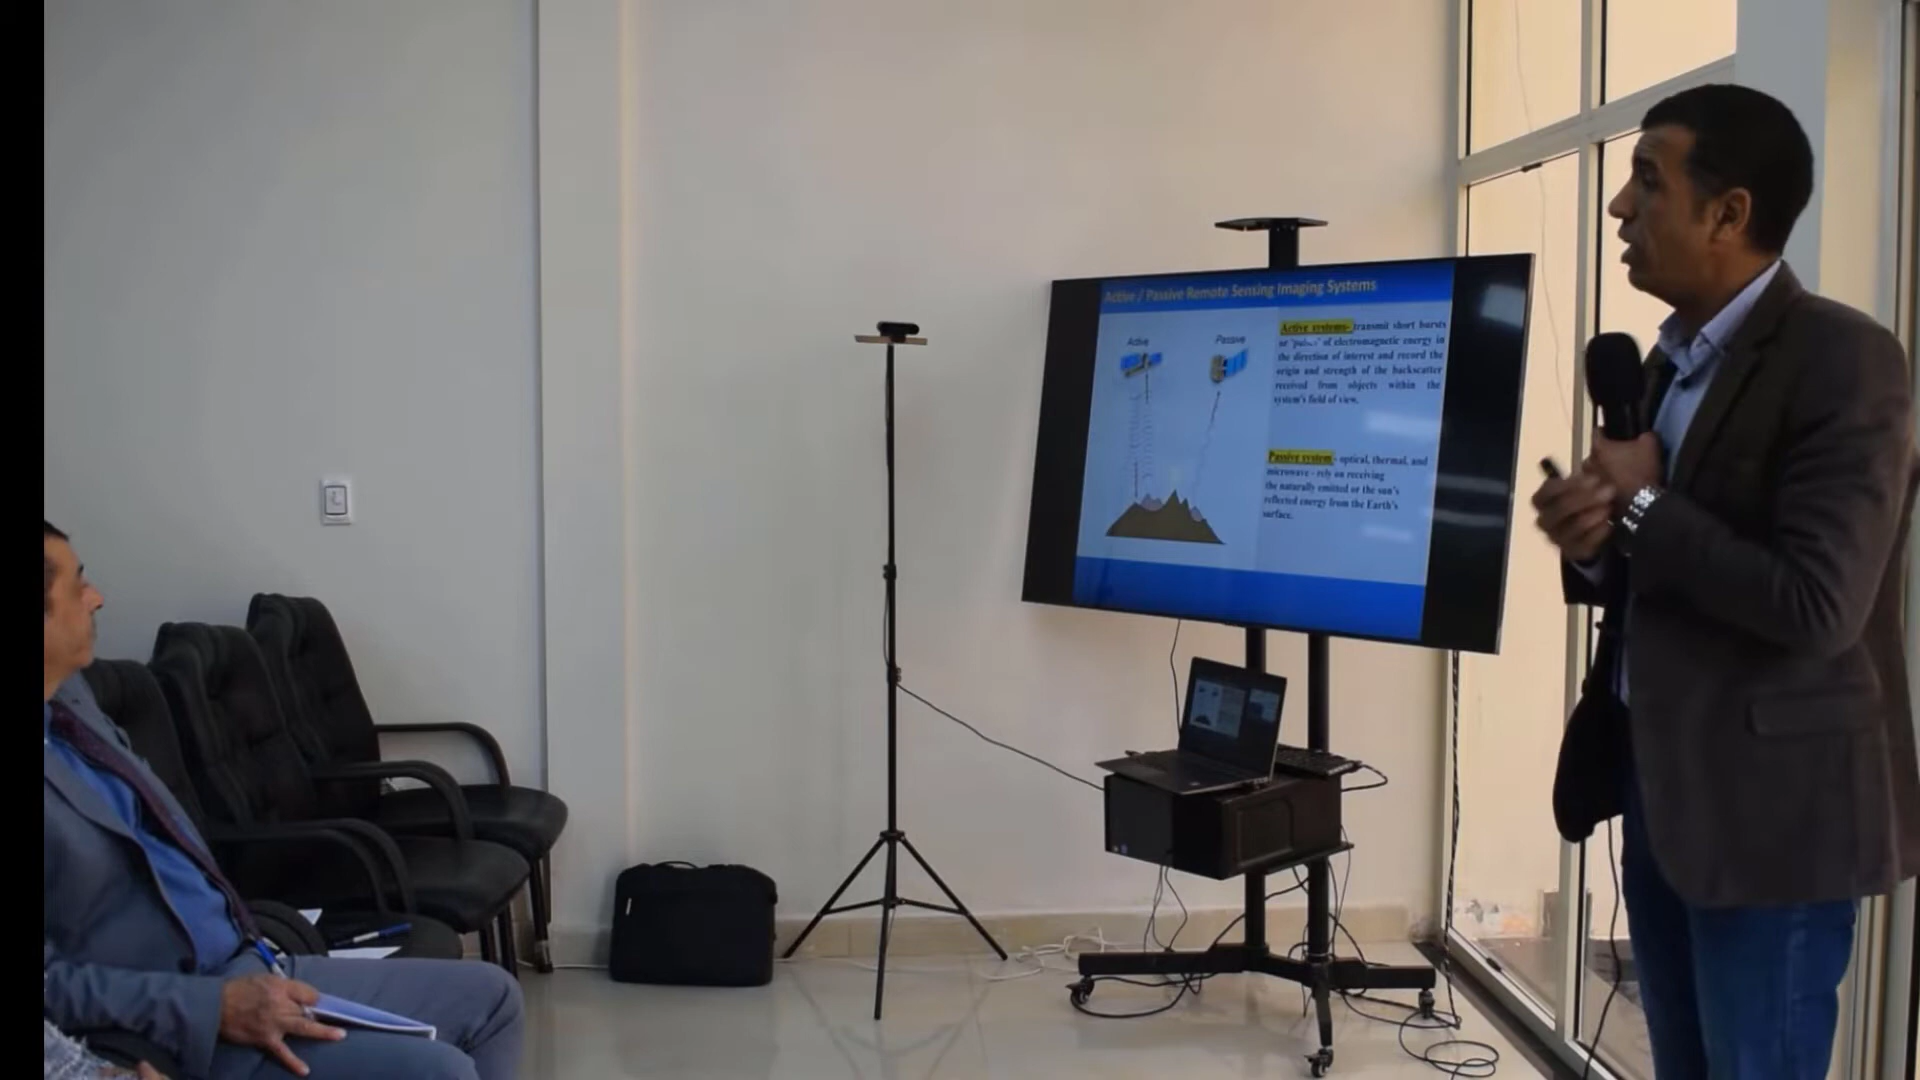 Active / Passive Remote Sensing Imaging Systems
Active
Passive
Active systems- transmit short bursts
or 'pulses' of electromagnetic energy in
the direction of interest and record the
origin and strength of the backscatter
received from objects within the
system's field of view.
Passive system - optical, thermal, and
microwave - rely on receiving
the naturally emitted or the sun's
reflected energy from the Earth's
surface.